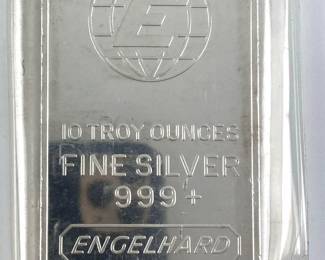 E
10 TROY OUNCES
FINE SILVER
999+
ENGELHARD